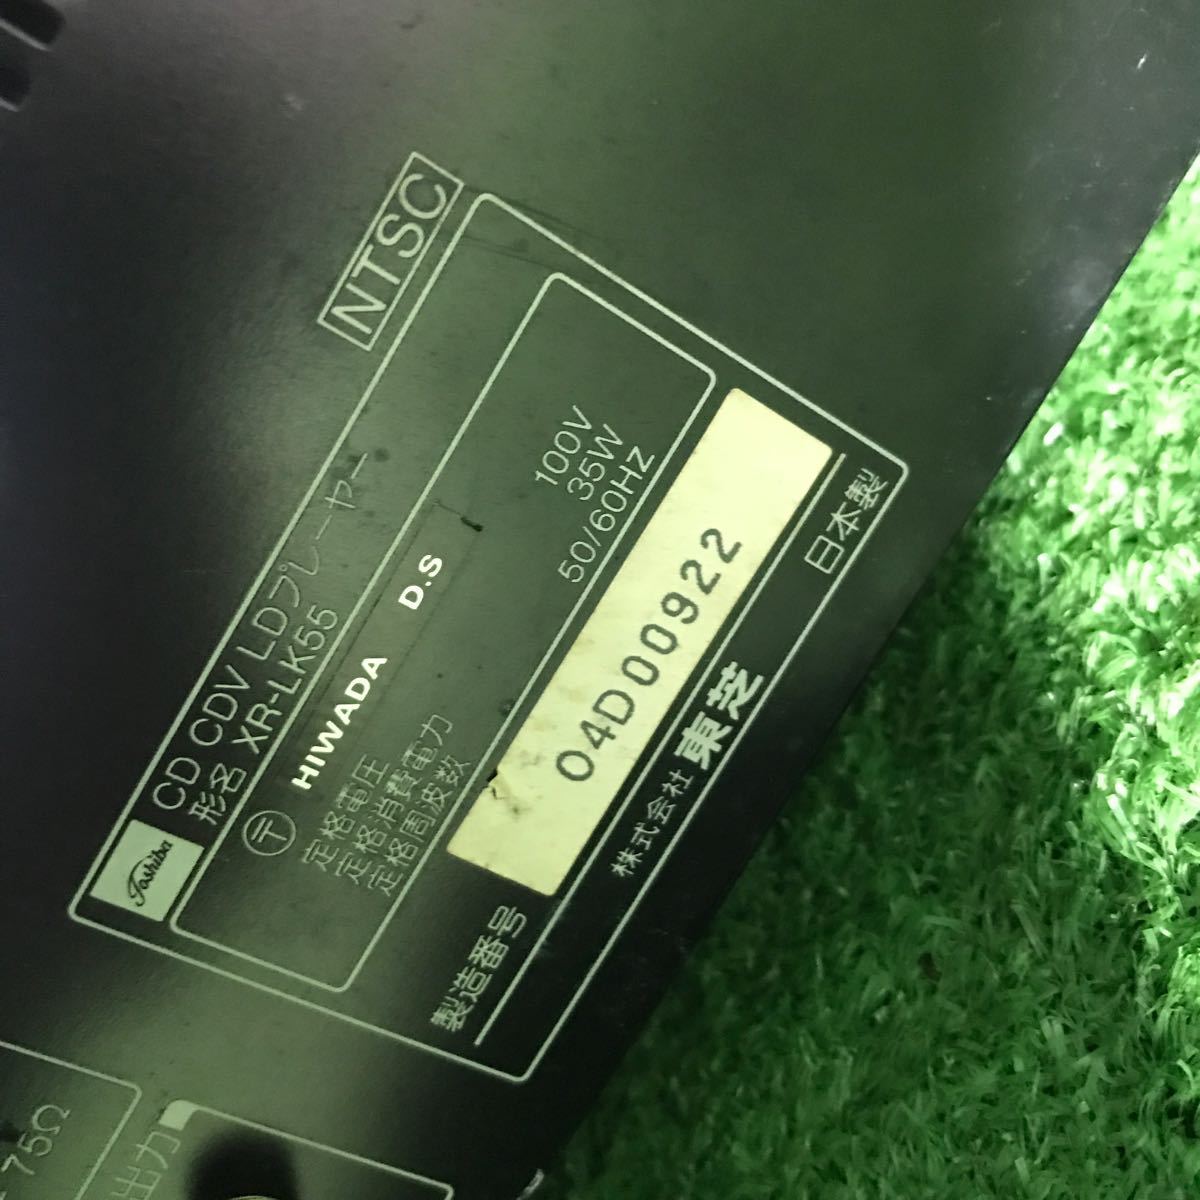 NTSC
Toshiba
CD CDV LDプレーヤー
形名 XR-LK55
〒 HIWADA D.S
定格電圧 100V
定格消費電力 35W
定格周波数 50/60HZ
製造番号 04D00922
株式会社 東芝 日本製
75Ω
出力